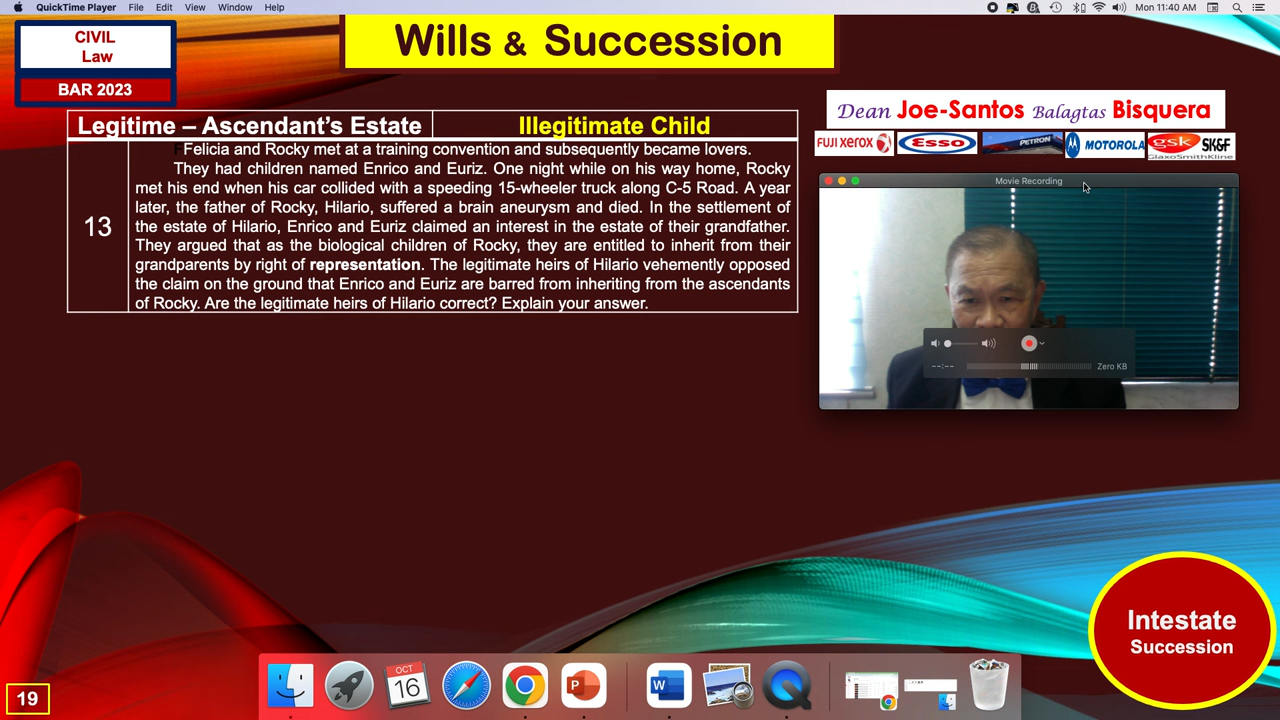 QuickTime Player File Edit View Window Help
Mon 11:40 AM
CIVIL
Law
BAR 2023
Wills & Succession
Dean Joe-Santos Balagtas Bisquera
FUJI XEROX ESSO PETRON MOTOROLA gsk SK&F
GlaxoSmithKline
Legitime – Ascendant's Estate Illegitimate Child
Movie Recording
13
Felicia and Rocky met at a training convention and subsequently became lovers.
They had children named Enrico and Euriz. One night while on his way home, Rocky
met his end when his car collided with a speeding 15-wheeler truck along C-5 Road. A year
later, the father of Rocky, Hilario, suffered a brain aneurysm and died. In the settlement of
the estate of Hilario, Enrico and Euriz claimed an interest in the estate of their grandfather.
They argued that as the biological children of Rocky, they are entitled to inherit from their
grandparents by right of representation. The legitimate heirs of Hilario vehemently opposed
the claim on the ground that Enrico and Euriz are barred from inheriting from the ascendants
of Rocky. Are the legitimate heirs of Hilario correct? Explain your answer.
--:-- Zero KB
Intestate
Succession
OCT
16
19